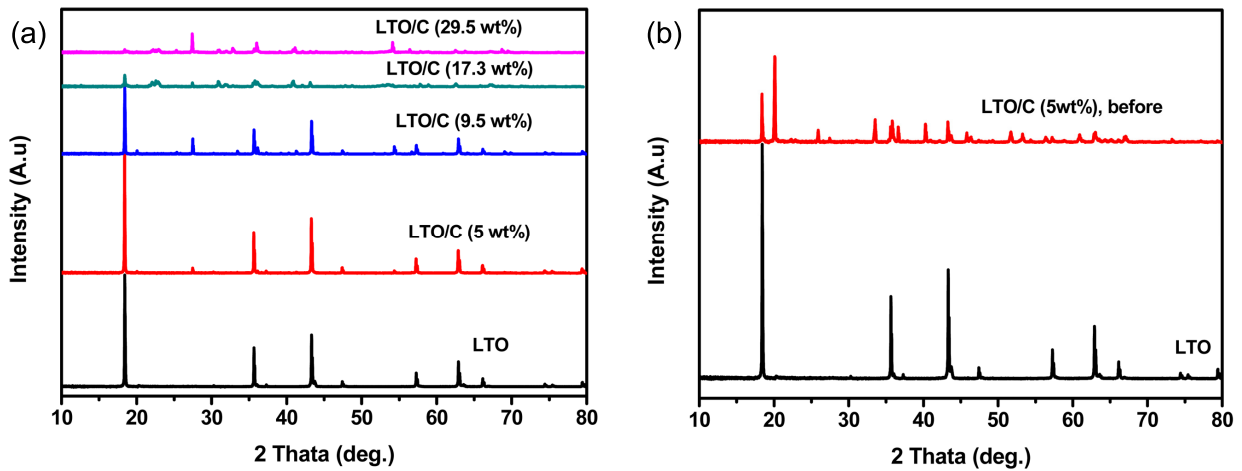 (a)
LTO/C (29.5 wt%)
LTO/C (17.3 wt%)
LTO/C (9.5 wt%)
LTO/C (5 wt%)
LTO
Intensity (A.u)
10 20 30 40 50 60 70 80
2 Thata (deg.)
(b)
LTO/C (5wt%), before
LTO
Intensity (A.u)
10 20 30 40 50 60 70 80
2 Thata (deg.)